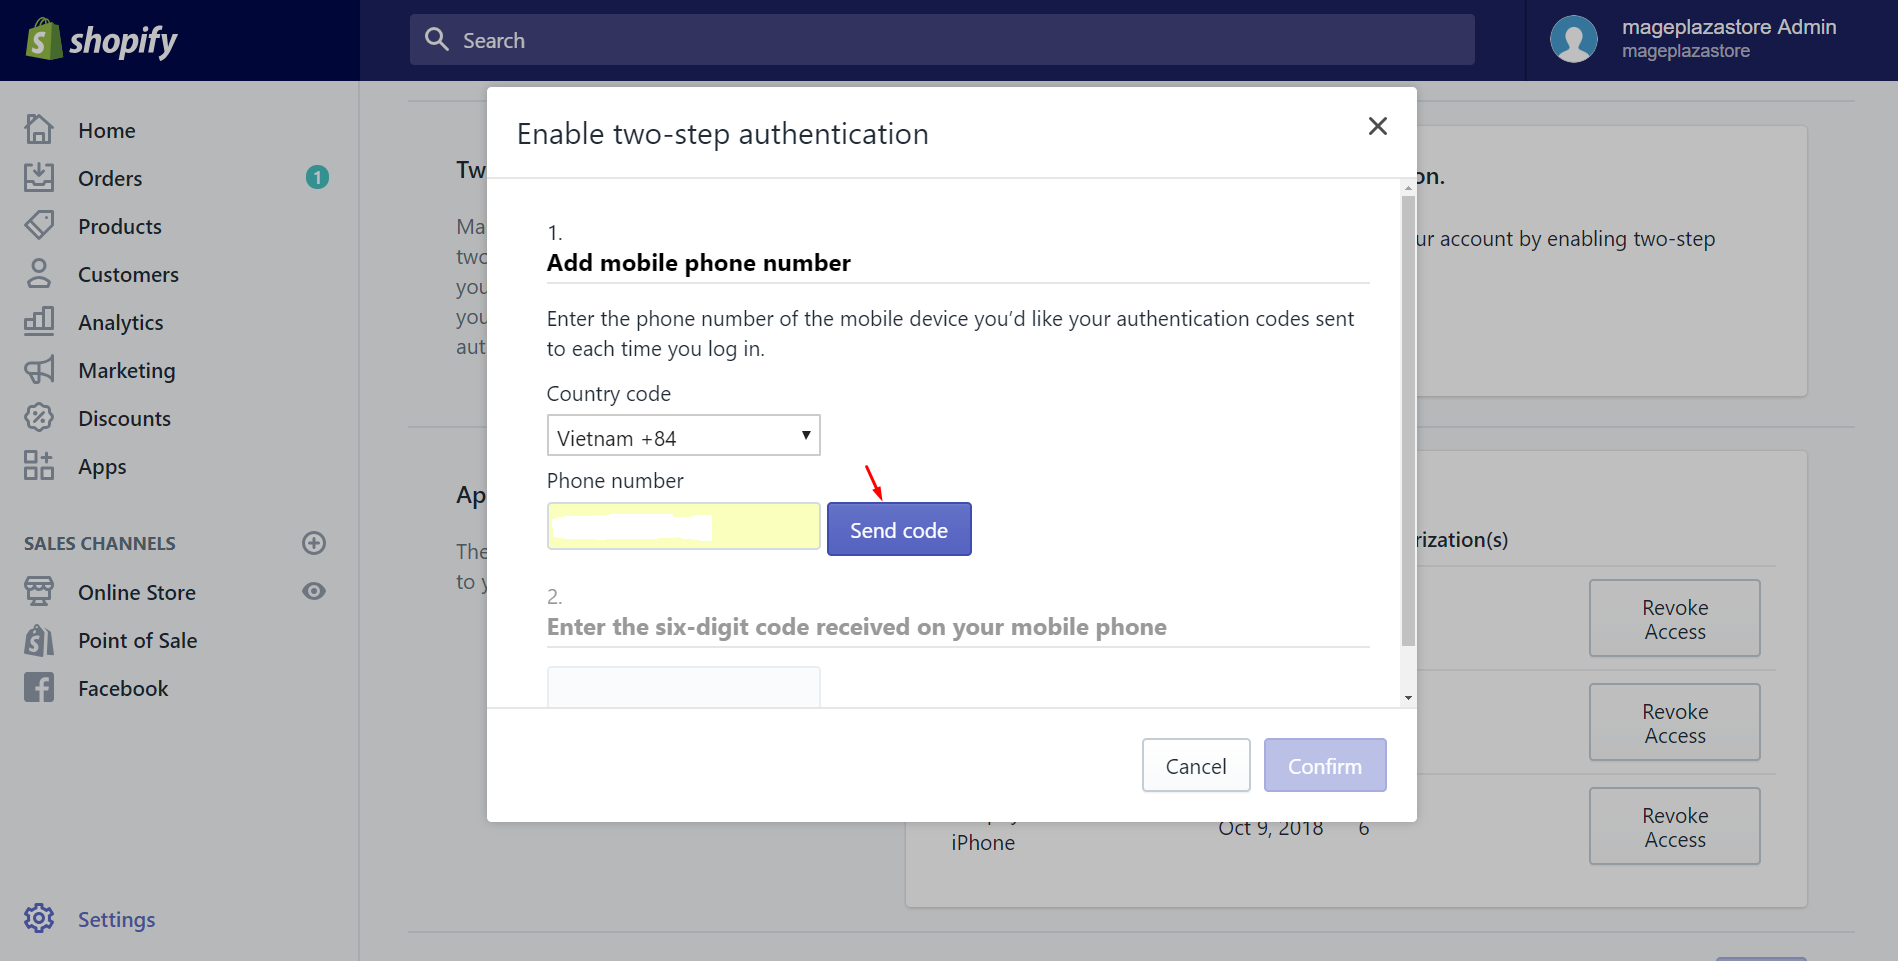 shopify
Search
mageplazastore Admin
mageplazastore
Home
Orders
1
Products
Customers
Analytics
Marketing
Discounts
Apps
SALES CHANNELS
Online Store
Point of Sale
Facebook
Settings
Enable two-step authentication
1.
Add mobile phone number
Enter the phone number of the mobile device you'd like your authentication codes sent
to each time you log in.
Country code
Vietnam +84
Phone number
Send code
2.
Enter the six-digit code received on your mobile phone
Cancel
Confirm
on.
ur account by enabling two-step
rization(s)
Revoke
Access
Revoke
Access
Oct 9, 2018 6
iPhone
Revoke
Access
Tw
Ma
two
you
you
aut
Ap
The
to y